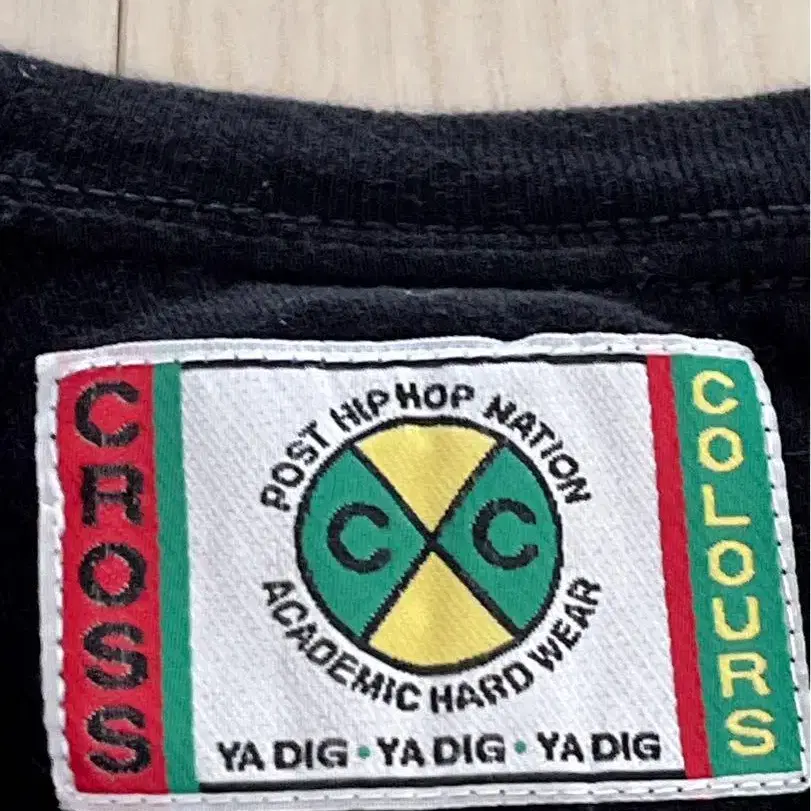 CROSS
POST HIP HOP NATION
C C
ACADEMIC HARD WEAR
YA DIG • YA DIG • YA DIG
COLOURS